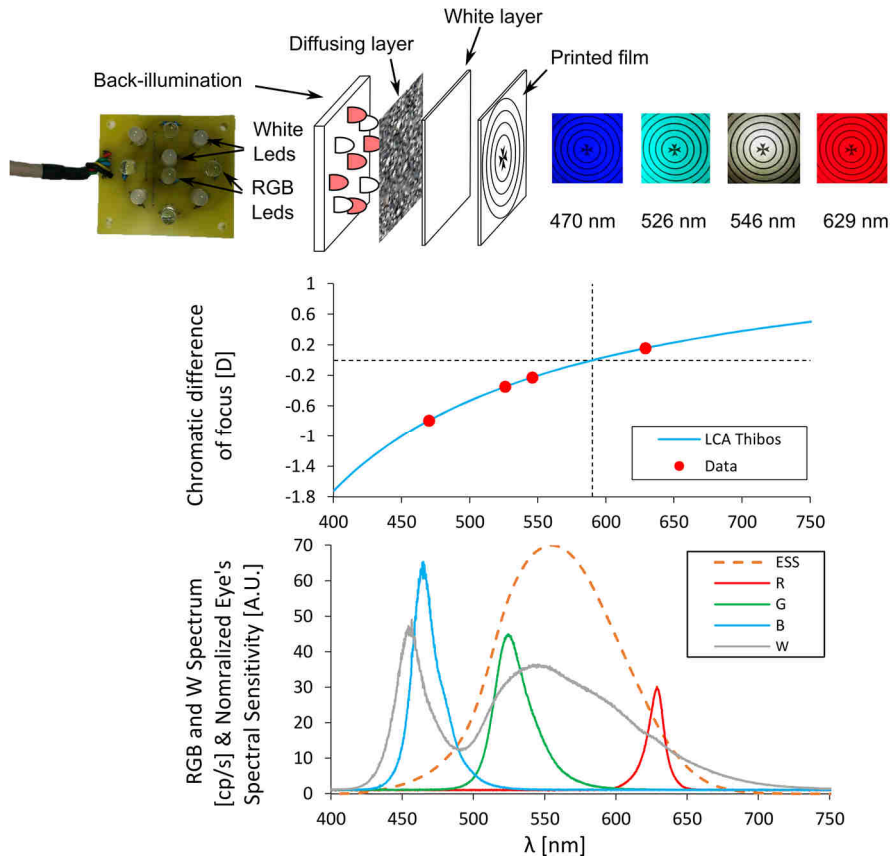 White layer
Diffusing layer
Printed film
Back-illumination
White
Leds
RGB
Leds
470 nm
526 nm
546 nm
629 nm
Chromatic difference
of focus [D]
1
0.6
0.2
-0.2
-0.6
-1
-1.4
-1.8
400
450
500
550
600
650
700
750
LCA Thibos
Data
RGB and W Spectrum
[cp/s] & Nomralized Eye's
Spectral Sensitivity [A.U.]
70
60
50
40
30
20
10
0
400
450
500
550
600
650
700
750
ESS
R
G
B
W
λ [nm]